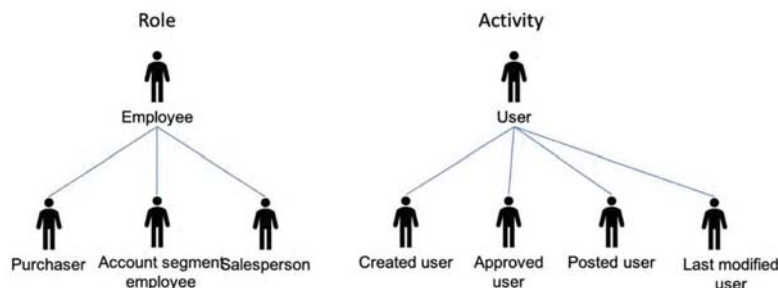 Role
Activity
Employee
User
Purchaser
Account segment
employee
Salesperson
Created user
Approved
user
Posted user
Last modified
user